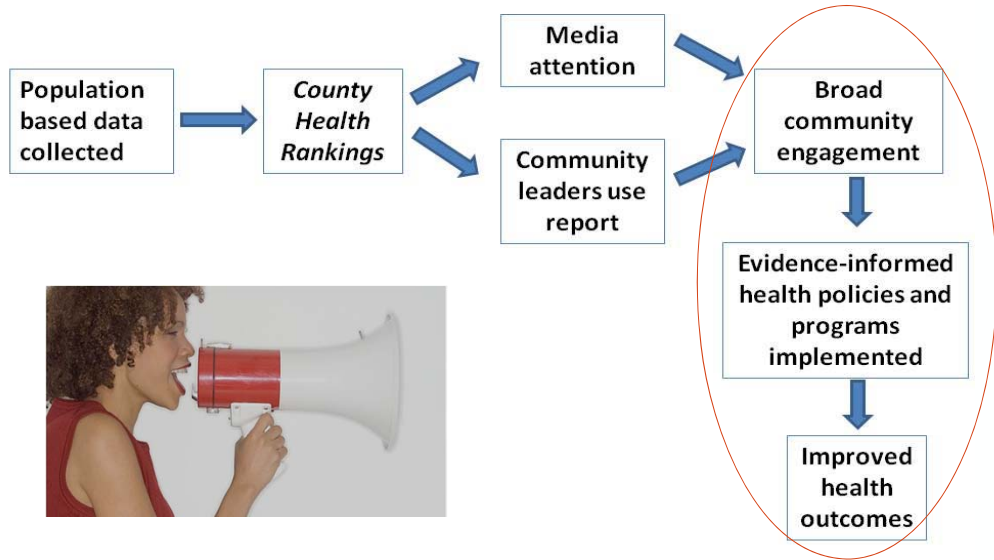 Population
based data
collected
County
Health
Rankings
Media
attention
Community
leaders use
report
Broad
community
engagement
Evidence-informed
health policies and
programs
implemented
Improved
health
outcomes